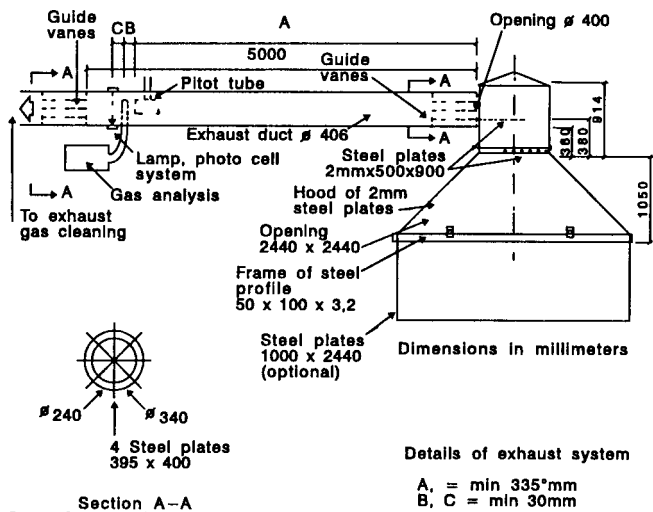 Guide
vanes
C B
A
5000
Opening ø 400
A
Pitot tube
Guide
vanes
A
Exhaust duct ø 406
Lamp, photo cell
system
Gas analysis
A
A
To exhaust
gas cleaning
Steel plates
2mmx500x900
380
380
914
1050
Hood of 2mm
steel plates
Opening
2440 x 2440
Frame of steel
profile
50 x 100 x 3,2
Steel plates
1000 x 2440
(optional)
Dimensions in millimeters
ø 240
ø 340
4 Steel plates
395 x 400
Section A-A
Details of exhaust system
A, = min 335°mm
B, C = min 30mm